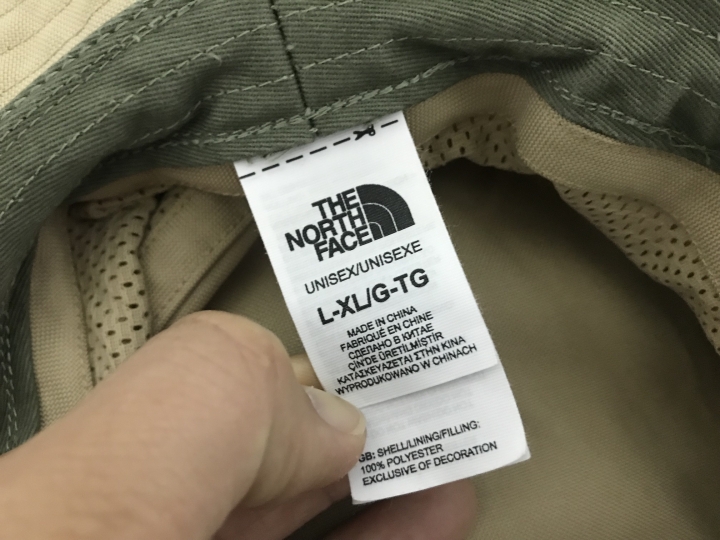 THE
NORTH
FACE
UNISEX/UNISEXE
L-XL/G-TG
MADE IN CHINA
FABRIQUÉ EN CHINE
СДЕЛАНО В КИТАЕ
ÇİN'DE ÜRETİLMİŞTİR
ΚΑΤΑΣΚΕΥΑΖΕΤΑΙ ΣΤΗΝ ΚΙΝΑ
WYPRODUKOWANO W CHINACH
GB: SHELL/LINING/FILLING:
100% POLYESTER
EXCLUSIVE OF DECORATION